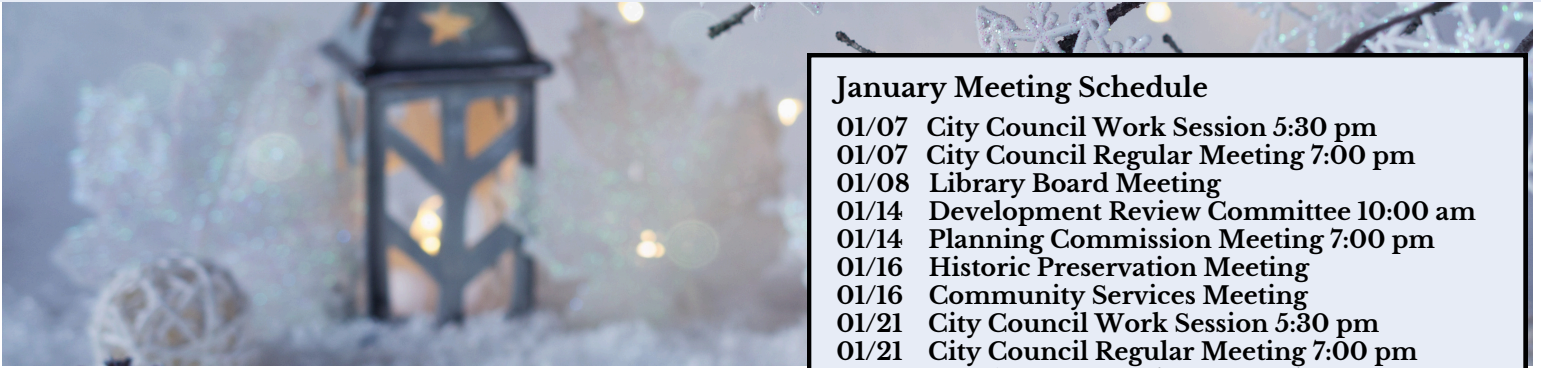 January Meeting Schedule
01/07 City Council Work Session 5:30 pm
01/07 City Council Regular Meeting 7:00 pm
01/08 Library Board Meeting
01/14 Development Review Committee 10:00 am
01/14 Planning Commission Meeting 7:00 pm
01/16 Historic Preservation Meeting
01/16 Community Services Meeting
01/21 City Council Work Session 5:30 pm
01/21 City Council Regular Meeting 7:00 pm